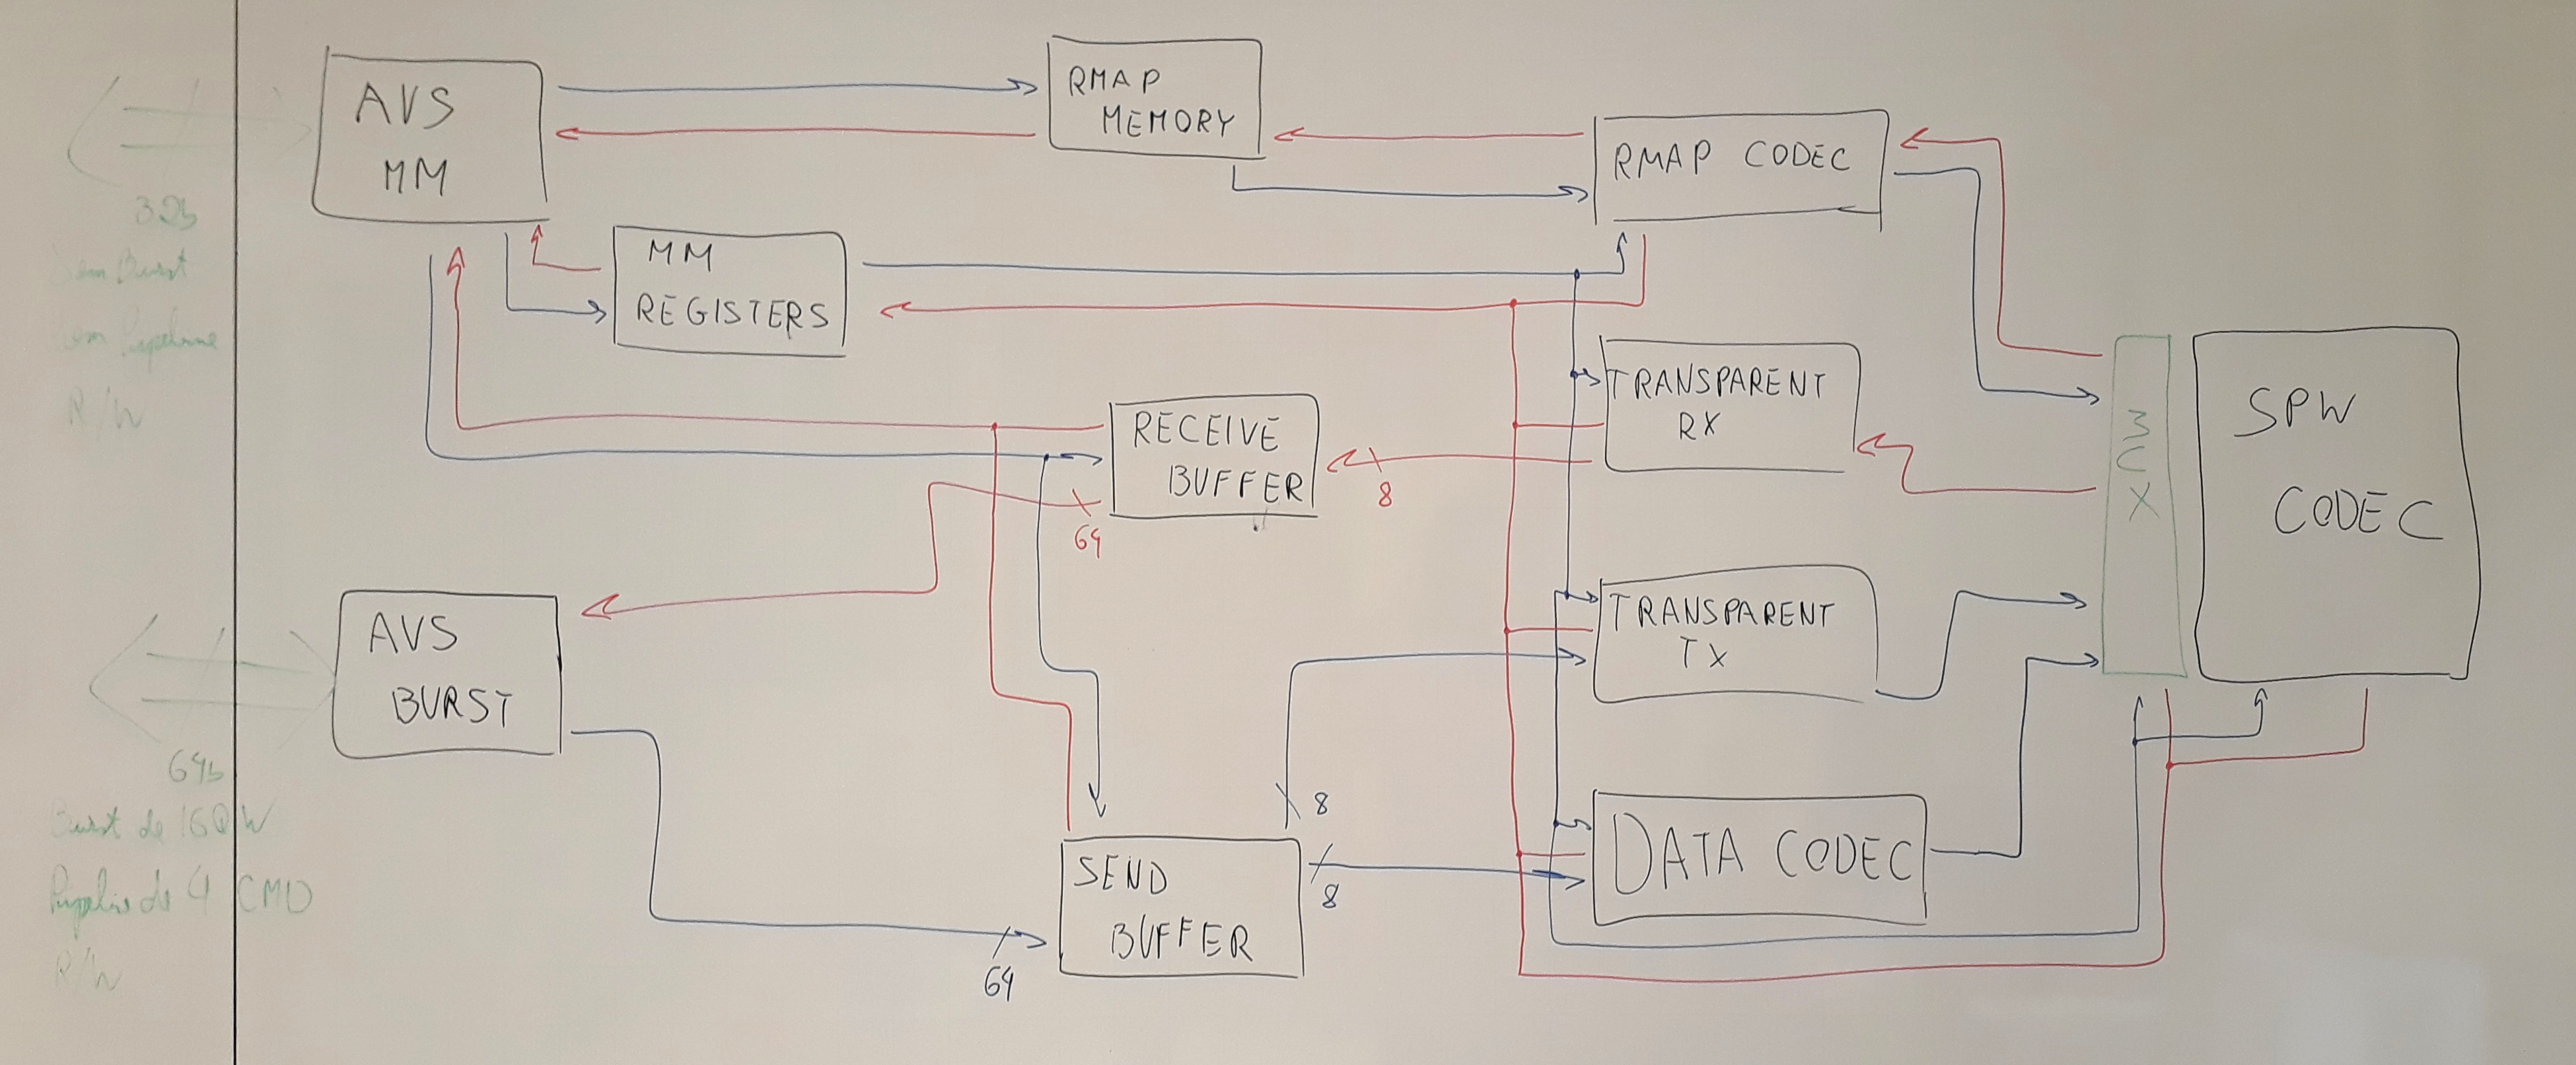 AVS
MM
RMAP
MEMORY
RMAP CODEC
32b
Burst
Pipeline
R/W
MM
REGISTERS
TRANSPARENT
RX
RECEIVE
BUFFER
8
64
MUX
SPW
CODEC
AVS
BURST
TRANSPARENT
TX
64b
Burst de 16QW
Pipeline de 4 CMD
R/W
8
8
SEND
BUFFER
64
DATA CODEC